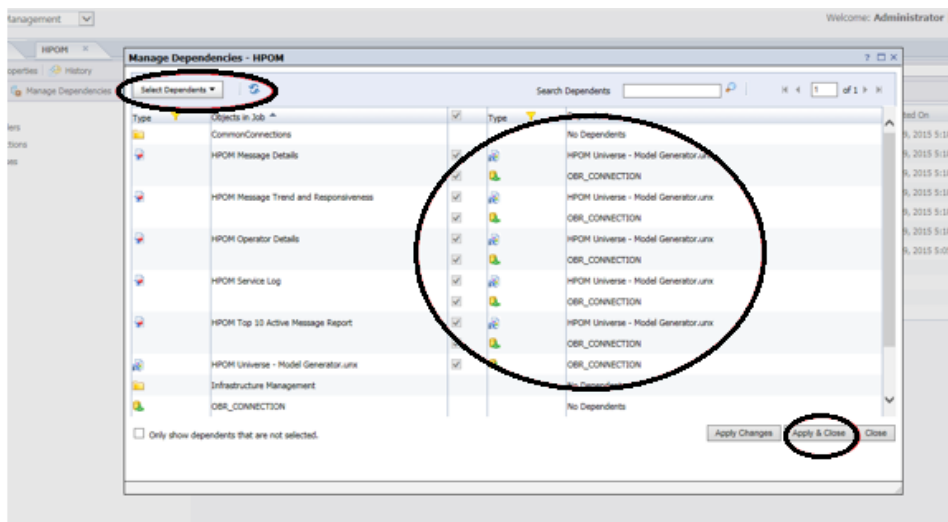 Management
Welcome: Administrator
HPOM ×
Properties History
Manage Dependencies
Manage Dependencies - HPOM
Select Dependents
Search Dependents
1 of 1
Type Objects in Job Type
CommonConnections No Dependents
HPOM Message Details HPOM Universe - Model Generator.unx
OBR_CONNECTION
HPOM Message Trend and Responsiveness HPOM Universe - Model Generator.unx
OBR_CONNECTION
HPOM Operator Details HPOM Universe - Model Generator.unx
OBR_CONNECTION
HPOM Service Log HPOM Universe - Model Generator.unx
OBR_CONNECTION
HPOM Top 10 Active Message Report HPOM Universe - Model Generator.unx
OBR_CONNECTION
HPOM Universe - Model Generator.unx OBR_CONNECTION
Infrastructure Management No Dependents
OBR_CONNECTION No Dependents
Only show dependents that are not selected.
Apply Changes Apply & Close Close